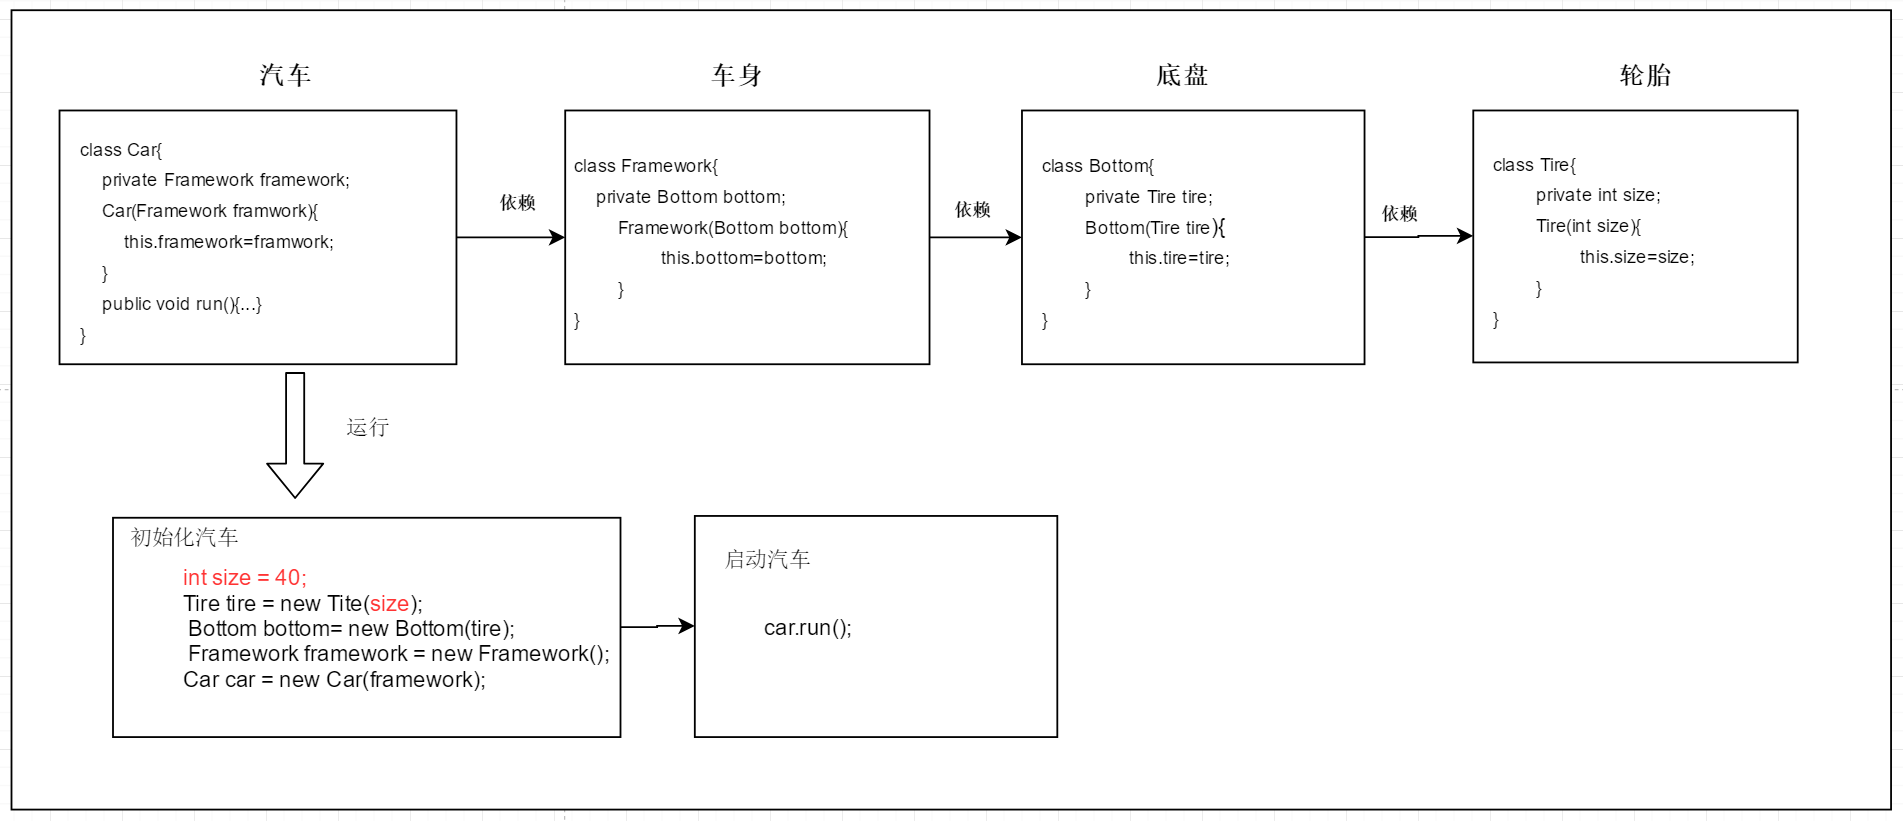 汽车
class Car{
private Framework framework;
Car(Framework framwork){
this.framework=framwork;
}
public void run(){...}
}
依赖
车身
class Framework{
private Bottom bottom;
Framework(Bottom bottom){
this.bottom=bottom;
}
}
依赖
底盘
class Bottom{
private Tire tire;
Bottom(Tire tire){
this.tire=tire;
}
}
依赖
轮胎
class Tire{
private int size;
Tire(int size){
this.size=size;
}
}
运行
初始化汽车
int size = 40;
Tire tire = new Tite(size);
Bottom bottom= new Bottom(tire);
Framework framework = new Framework();
Car car = new Car(framework);
启动汽车
car.run();